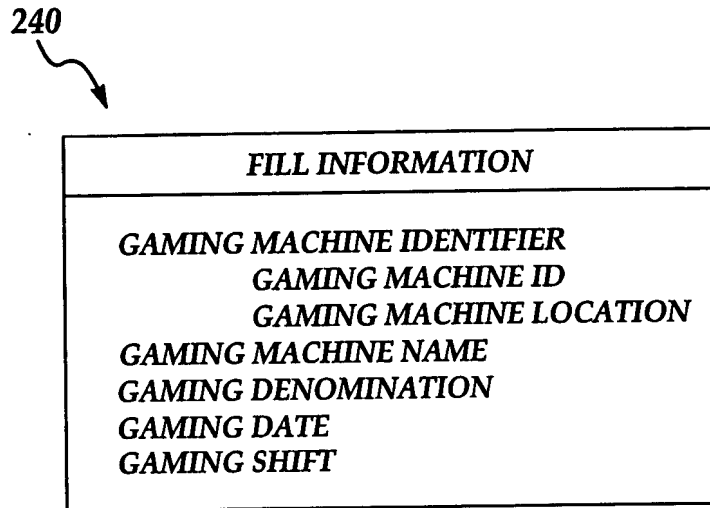 240
FILL INFORMATION
GAMING MACHINE IDENTIFIER
GAMING MACHINE ID
GAMING MACHINE LOCATION
GAMING MACHINE NAME
GAMING DENOMINATION
GAMING DATE
GAMING SHIFT